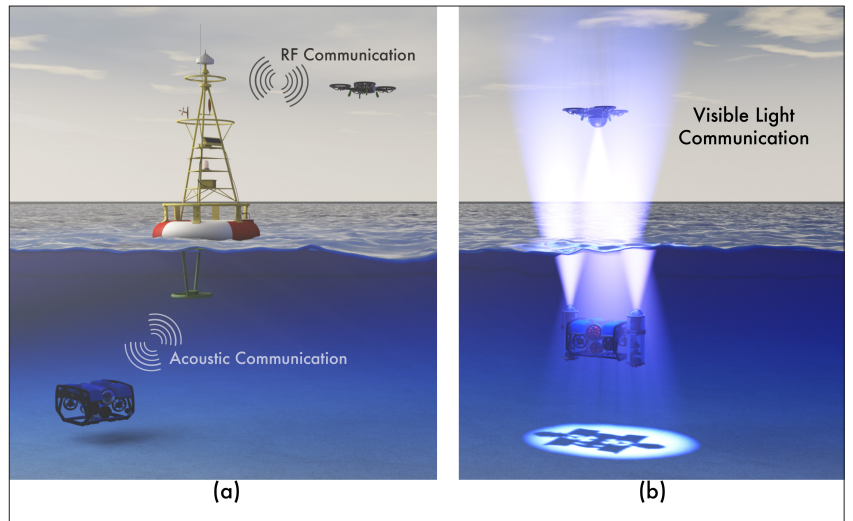 RF Communication
Acoustic Communication
(a)
Visible Light
Communication
(b)